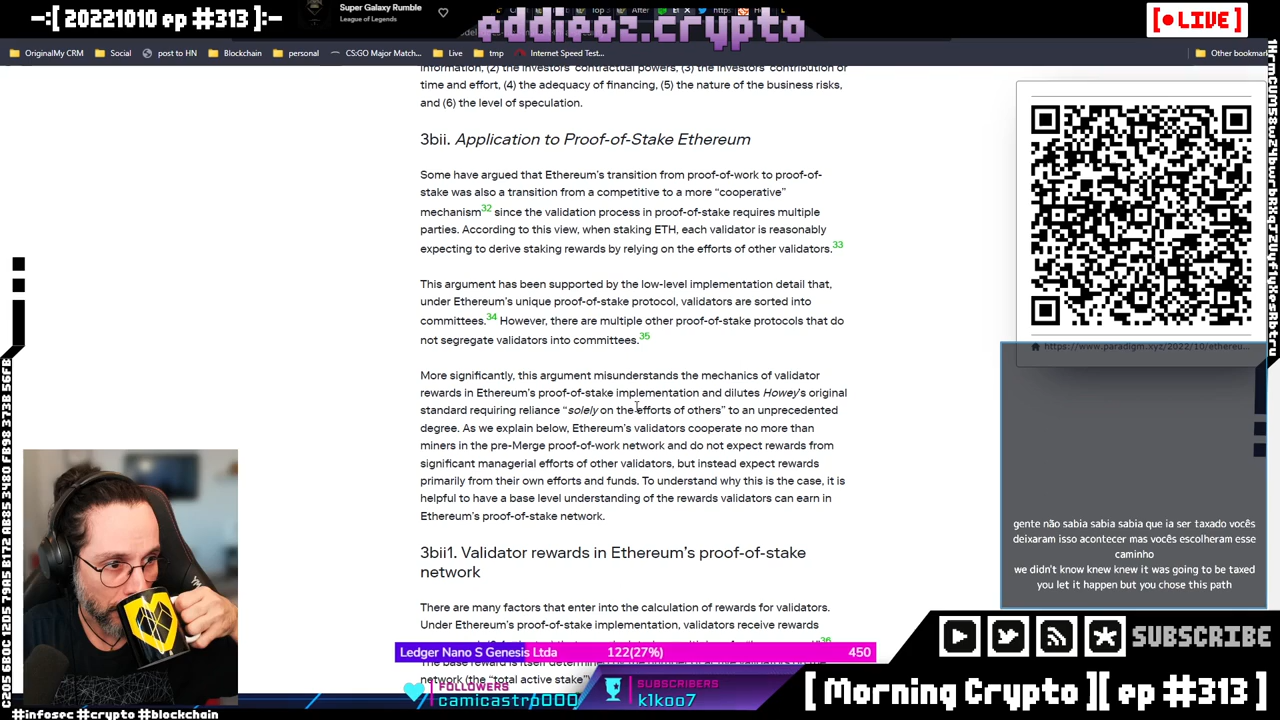 -:[ 20221010 ep #313 ]:-
Super Galaxy Rumble
League of Legends
eddieoz.crypto
[ LIVE ]
OriginalMy CRM
Social
post to HN
Blockchain
personal
CS:GO Major Match...
Live
tmp
Internet Speed Test...
Other bookmar
information, (2) the investors' contractual powers, (3) the investors' contribution of
time and effort, (4) the adequacy of financing, (5) the nature of the business risks,
and (6) the level of speculation.
3bii. Application to Proof-of-Stake Ethereum
Some have argued that Ethereum's transition from proof-of-work to proof-of-
stake was also a transition from a competitive to a more “cooperative”
mechanism32 since the validation process in proof-of-stake requires multiple
parties. According to this view, when staking ETH, each validator is reasonably
expecting to derive staking rewards by relying on the efforts of other validators.33
This argument has been supported by the low-level implementation detail that,
under Ethereum's unique proof-of-stake protocol, validators are sorted into
committees.34 However, there are multiple other proof-of-stake protocols that do
not segregate validators into committees.35
More significantly, this argument misunderstands the mechanics of validator
rewards in Ethereum's proof-of-stake implementation and dilutes Howey's original
standard requiring reliance “solely on the efforts of others” to an unprecedented
degree. As we explain below, Ethereum's validators cooperate no more than
miners in the pre-Merge proof-of-work network and do not expect rewards from
significant managerial efforts of other validators, but instead expect rewards
primarily from their own efforts and funds. To understand why this is the case, it is
helpful to have a base level understanding of the rewards validators can earn in
Ethereum's proof-of-stake network.
3bii1. Validator rewards in Ethereum's proof-of-stake
network
There are many factors that enter into the calculation of rewards for validators.
Under Ethereum's proof-of-stake implementation, validators receive rewards
network (the “total active stake”)
https://www.paradigm.xyz/2022/10/ethereu...
gente não sabia sabia sabia que ia ser taxado vocês
deixaram isso acontecer mas vocês escolheram esse
caminho
we didn't know knew knew it was going to be taxed
you let it happen but you chose this path
SUBSCRIBE
Ledger Nano S Genesis Ltda 122(27%) 450
FOLLOWERS
camicastrp000
SUBSCRIBERS
k1koo7
[ Morning Crypto ][ ep #313 ]
#infosec #crypto #blockchain